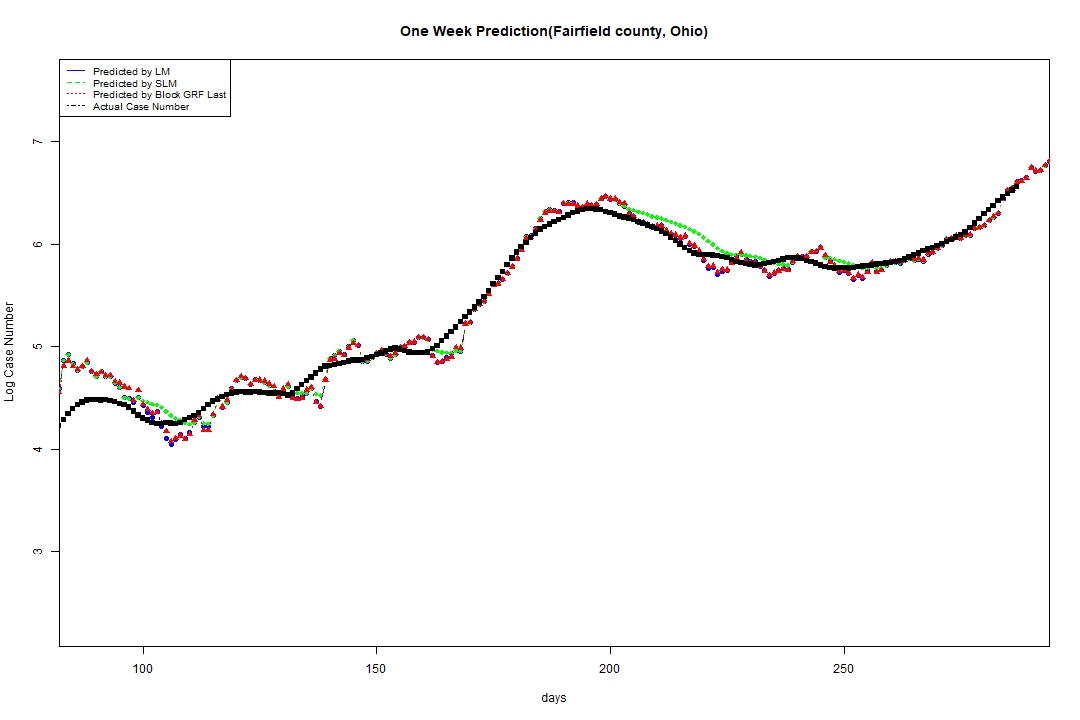 One Week Prediction(Fairfield county, Ohio)
Predicted by LM
Predicted by SLM
Predicted by Block GRF Last
Actual Case Number
7
6
5
4
3
Log Case Number
100 150 200 250
days